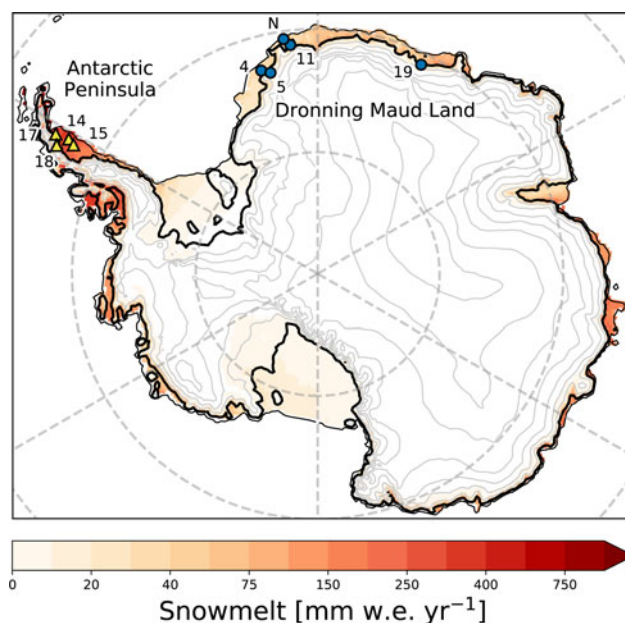 N
11
4
5
19
Antarctic
Peninsula
Dronning Maud Land
14
17
15
18
0 20 40 75 150 250 400 750
Snowmelt [mm w.e. yr⁻¹]